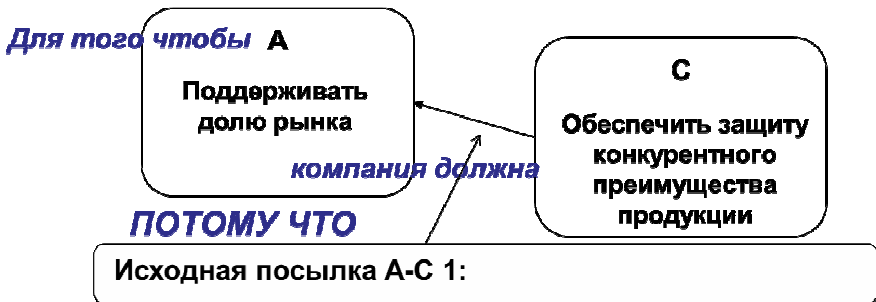 Для того чтобы
А
Поддерживать
долю рынка
компания должна
С
Обеспечить защиту
конкурентного
преимущества
продукции
ПОТОМУ ЧТО
Исходная посылка А-С 1: